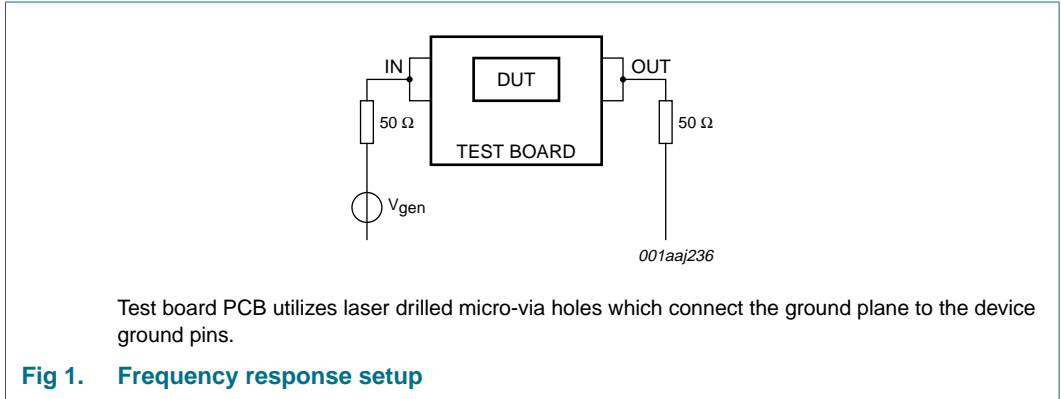 IN
DUT
OUT
50 Ω
50 Ω
TEST BOARD
Vgen
001aaj236
Test board PCB utilizes laser drilled micro-via holes which connect the ground plane to the device
ground pins.
Fig 1. Frequency response setup